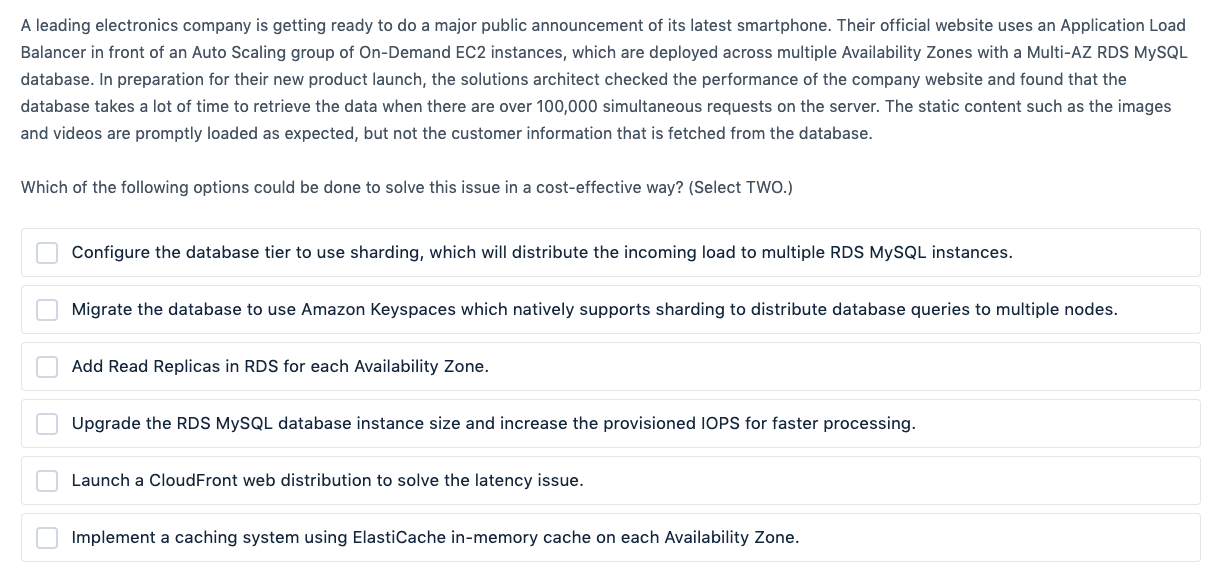 A leading electronics company is getting ready to do a major public announcement of its latest smartphone. Their official website uses an Application Load
Balancer in front of an Auto Scaling group of On-Demand EC2 instances, which are deployed across multiple Availability Zones with a Multi-AZ RDS MySQL
database. In preparation for their new product launch, the solutions architect checked the performance of the company website and found that the
database takes a lot of time to retrieve the data when there are over 100,000 simultaneous requests on the server. The static content such as the images
and videos are promptly loaded as expected, but not the customer information that is fetched from the database.
Which of the following options could be done to solve this issue in a cost-effective way? (Select TWO.)
Configure the database tier to use sharding, which will distribute the incoming load to multiple RDS MySQL instances.
Migrate the database to use Amazon Keyspaces which natively supports sharding to distribute database queries to multiple nodes.
Add Read Replicas in RDS for each Availability Zone.
Upgrade the RDS MySQL database instance size and increase the provisioned IOPS for faster processing.
Launch a CloudFront web distribution to solve the latency issue.
Implement a caching system using ElastiCache in-memory cache on each Availability Zone.